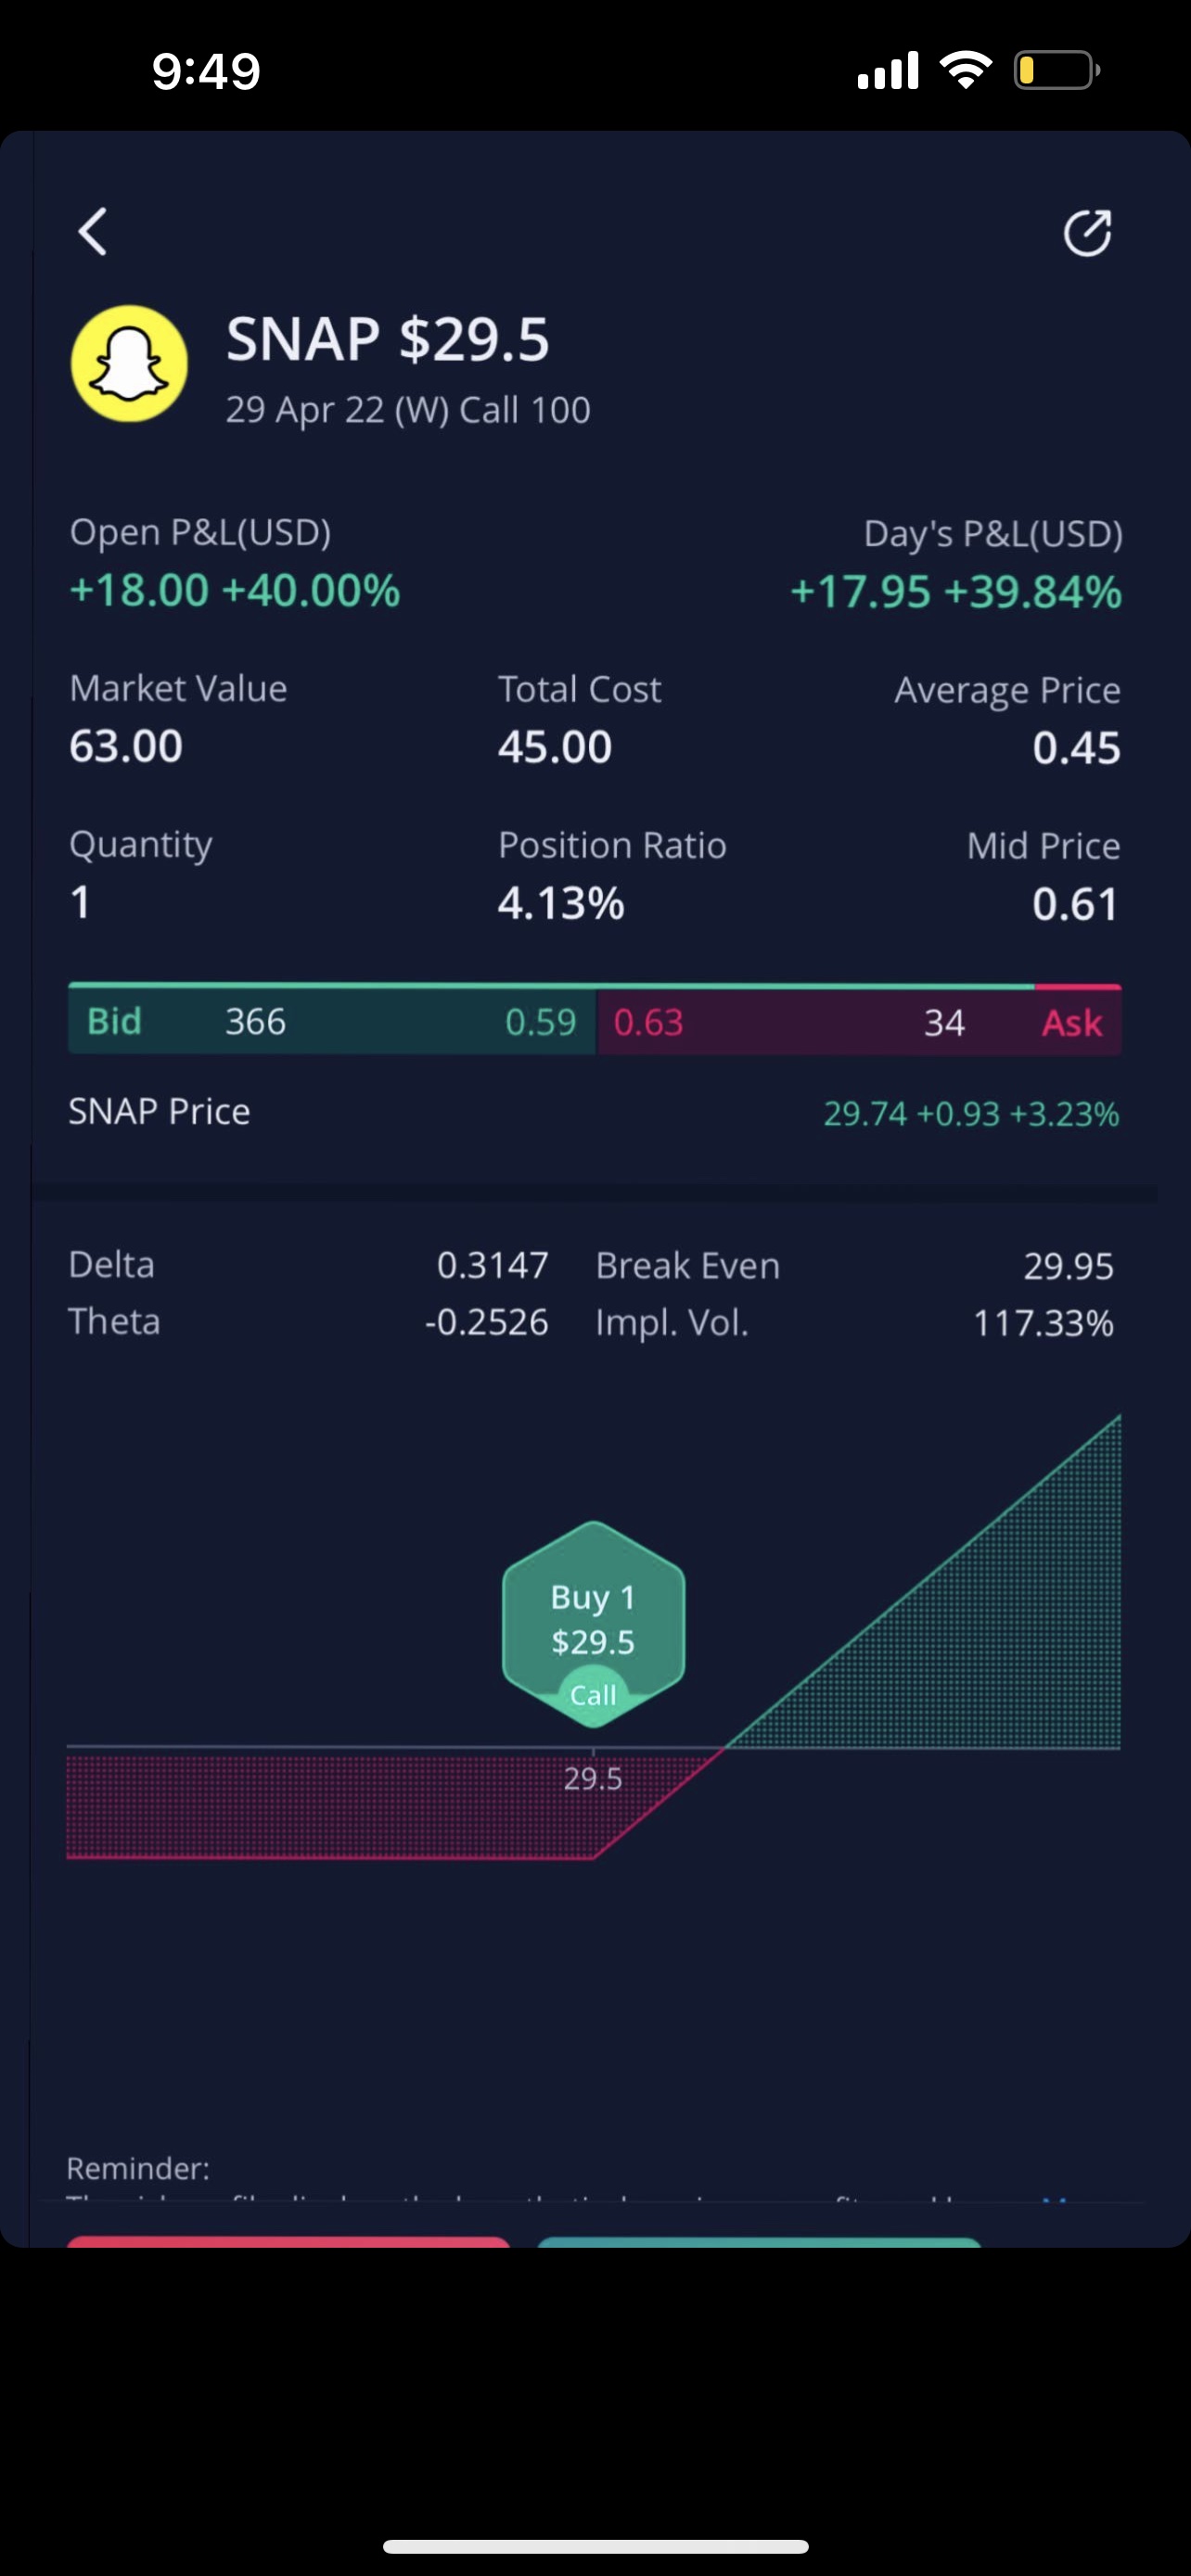 9:49
SNAP $29.5
29 Apr 22 (W) Call 100
Open P&L(USD) Day's P&L(USD)
+18.00 +40.00% +17.95 +39.84%
Market Value Total Cost Average Price
63.00 45.00 0.45
Quantity Position Ratio Mid Price
1 4.13% 0.61
Bid 366 0.59 0.63 34 Ask
SNAP Price 29.74 +0.93 +3.23%
Delta 0.3147 Break Even 29.95
Theta -0.2526 Impl. Vol. 117.33%
Buy 1
$29.5
Call
29.5
Reminder: